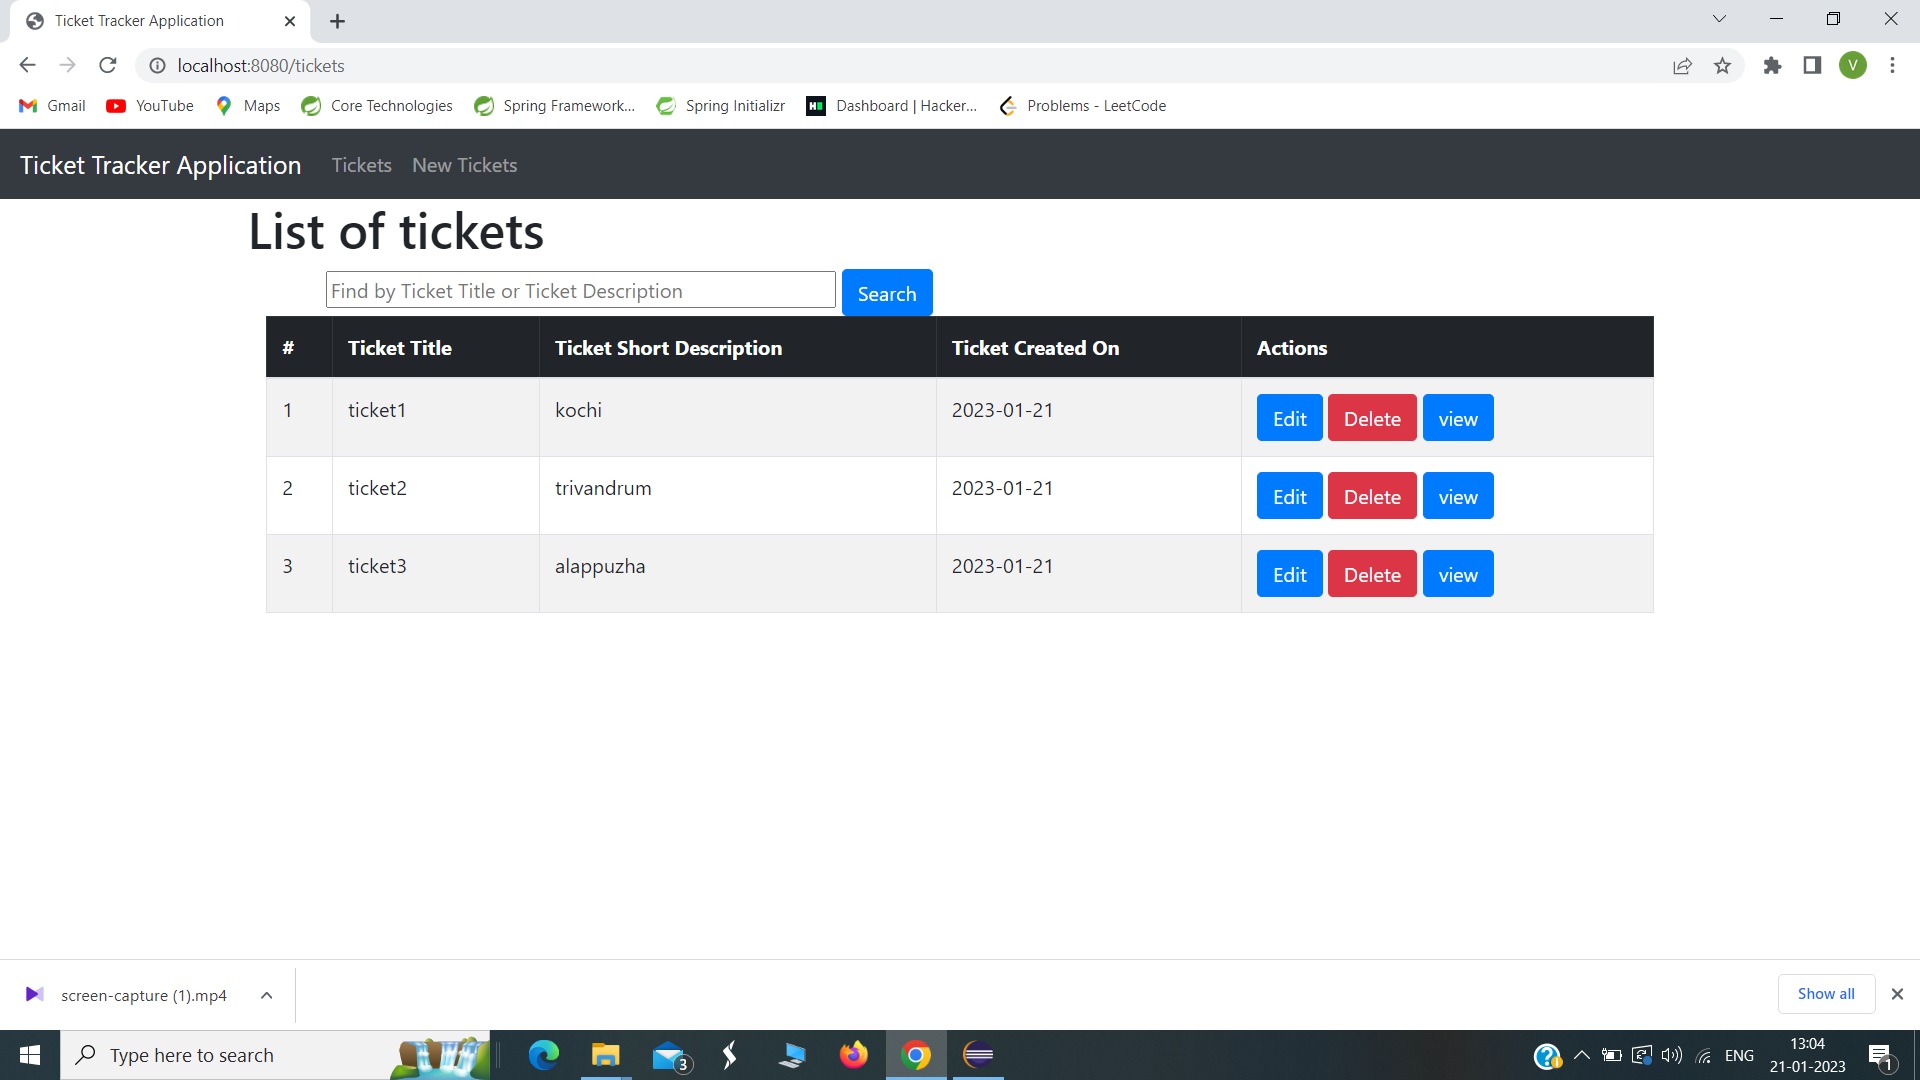 Ticket Tracker Application
localhost:8080/tickets
V
Gmail YouTube Maps Core Technologies Spring Framework... Spring Initializr Dashboard | Hacker... Problems - LeetCode
Ticket Tracker Application Tickets New Tickets
List of tickets
Find by Ticket Title or Ticket Description Search
# Ticket Title Ticket Short Description Ticket Created On Actions
1 ticket1 kochi 2023-01-21 Edit Delete view
2 ticket2 trivandrum 2023-01-21 Edit Delete view
3 ticket3 alappuzha 2023-01-21 Edit Delete view
screen-capture (1).mp4 Show all
Type here to search 3 ENG 13:04
21-01-2023 1